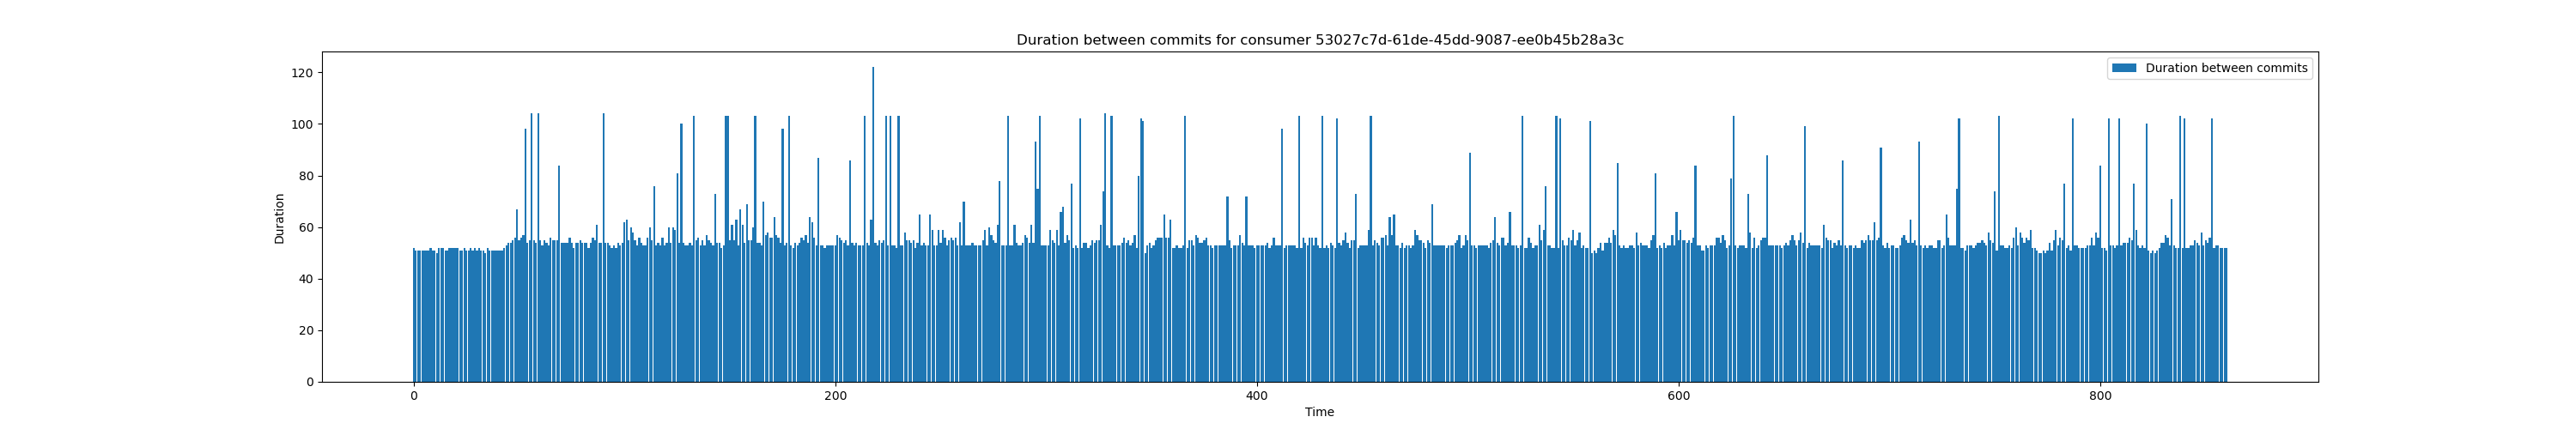 Duration between commits for consumer 53027c7d-61de-45dd-9087-ee0b45b28a3c
Duration between commits
120
100
80
60
40
20
0
Duration
0 200 400 600 800
Time